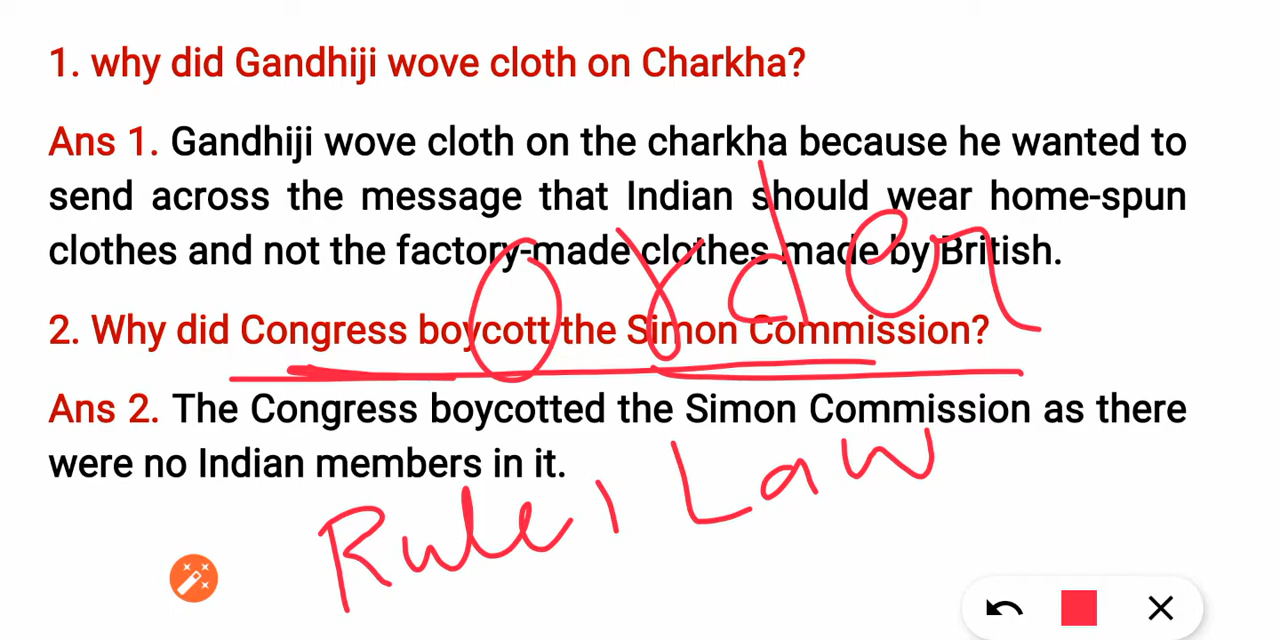 1. why did Gandhiji wove cloth on Charkha?
Ans 1. Gandhiji wove cloth on the charkha because he wanted to
send across the message that Indian should wear home-spun
clothes and not the factory-made clothes made by British.
Order
2. Why did Congress boycott the Simon Commission?
Ans 2. The Congress boycotted the Simon Commission as there
were no Indian members in it.
Rule, Law